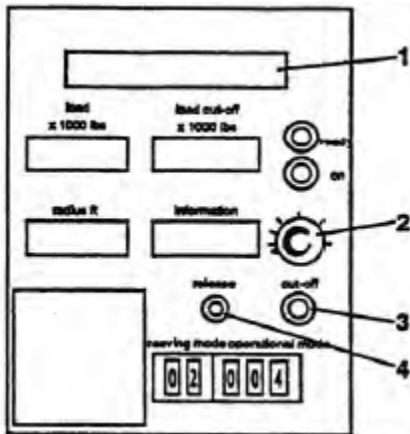 1
load
x 1000 lbs
load cut-off
x 1000 lbs
on
2
radius ft
information
release
cut-off
3
4
reeving mode operational mode
0 2 0 0 4